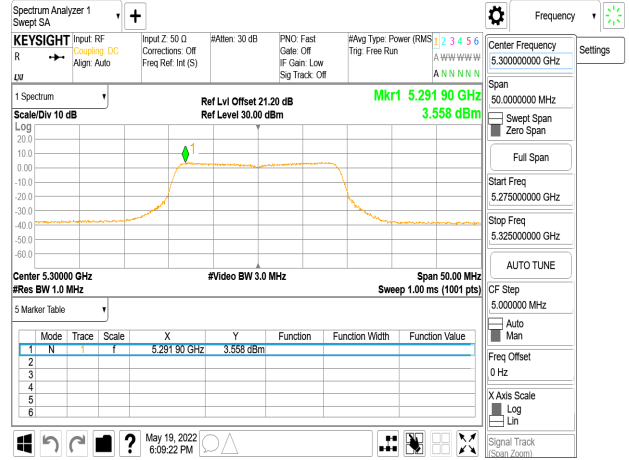 Spectrum Analyzer 1
Swept SA
Frequency
KEYSIGHT
R
Input: RF
Coupling: DC
Align: Auto
Input Z: 50 Ω
Corrections: Off
Freq Ref: Int (S)
#Atten: 30 dB
PNO: Fast
Gate: Off
IF Gain: Low
Sig Track: Off
#Avg Type: Power (RMS
Trig: Free Run
1 2 3 4 5 6
A W W W W W
A N N N N N
1 Spectrum
Scale/Div 10 dB
Ref Lvl Offset 21.20 dB
Ref Level 30.00 dBm
Mkr1 5.291 90 GHz
3.558 dBm
Log
20.0
10.0
0.00
-10.0
-20.0
-30.0
-40.0
-50.0
-60.0
1
Center 5.30000 GHz
#Res BW 1.0 MHz
#Video BW 3.0 MHz
Span 50.00 MHz
Sweep 1.00 ms (1001 pts)
5 Marker Table
Mode Trace Scale X Y Function Function Width Function Value
1 N 1 f 5.291 90 GHz 3.558 dBm
2
3
4
5
6
May 19, 2022
6:09:22 PM
Center Frequency
5.300000000 GHz
Settings
Span
50.0000000 MHz
Swept Span
Zero Span
Full Span
Start Freq
5.275000000 GHz
Stop Freq
5.325000000 GHz
AUTO TUNE
CF Step
5.000000 MHz
Auto
Man
Freq Offset
0 Hz
X Axis Scale
Log
Lin
Signal Track
(Span Zoom)